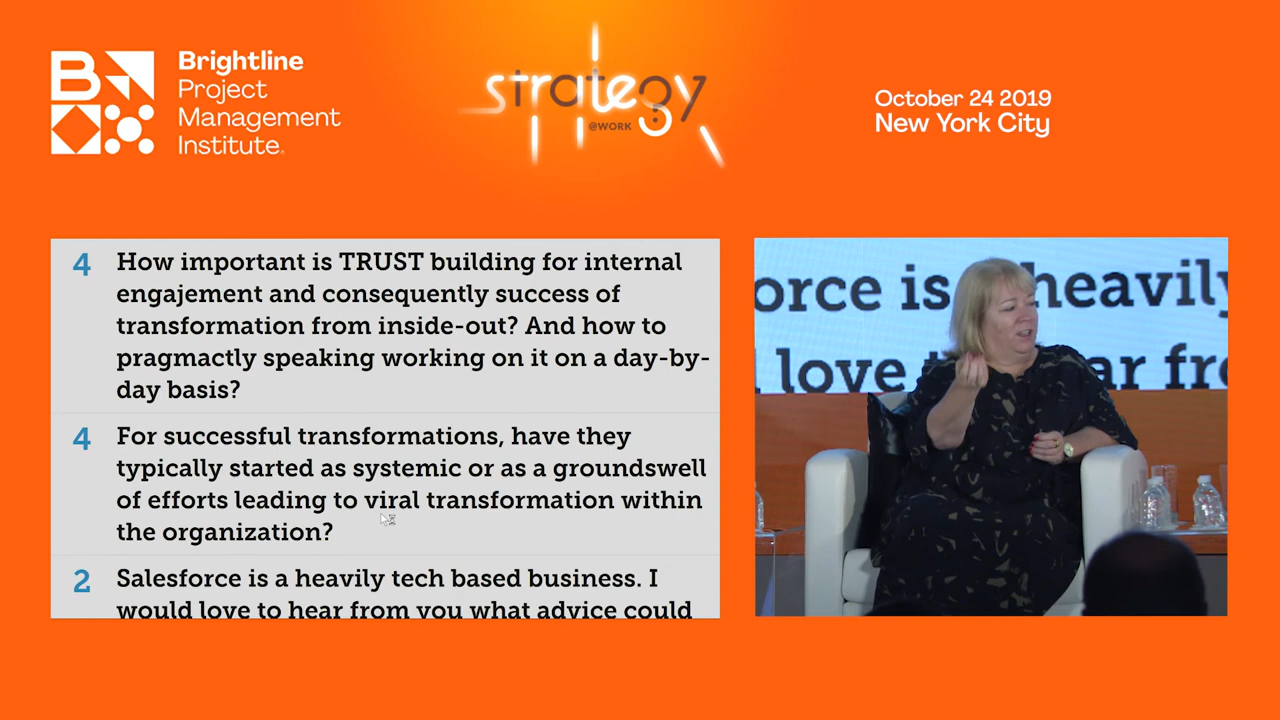 Brightline
Project
Management
Institute.
strategy
@WORK
October 24 2019
New York City
4 How important is TRUST building for internal
engajement and consequently success of
transformation from inside-out? And how to
pragmactly speaking working on it on a day-by-
day basis?
4 For successful transformations, have they
typically started as systemic or as a groundswell
of efforts leading to viral transformation within
the organization?
2 Salesforce is a heavily tech based business. I
would love to hear from you what advice could
orce is heavily
love ar fr